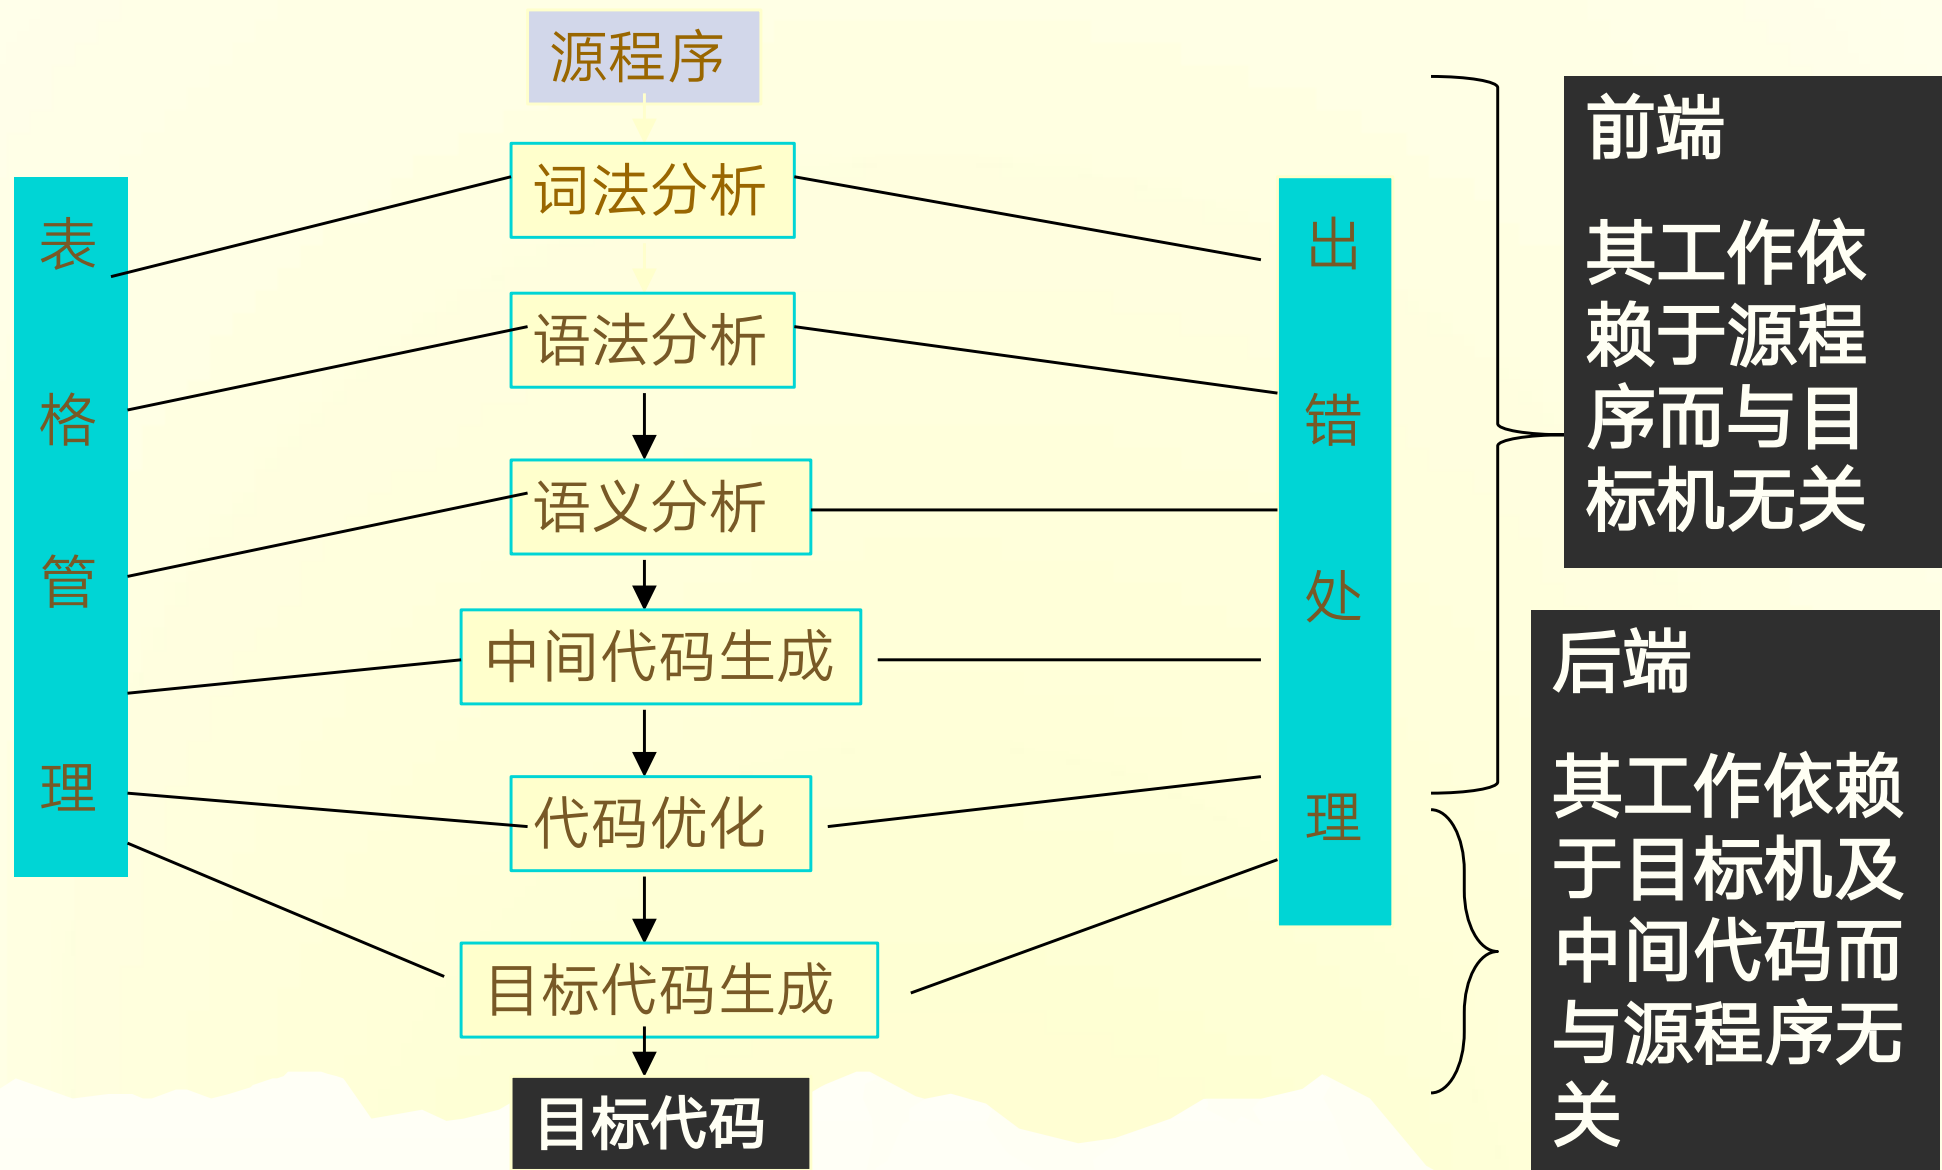 源程序
词法分析
语法分析
语义分析
中间代码生成
代码优化
目标代码生成
目标代码
表
格
管
理
出
错
处
理
前端
其工作依
赖于源程
序而与目
标机无关
后端
其工作依赖
于目标机及
中间代码而
与源程序无
关